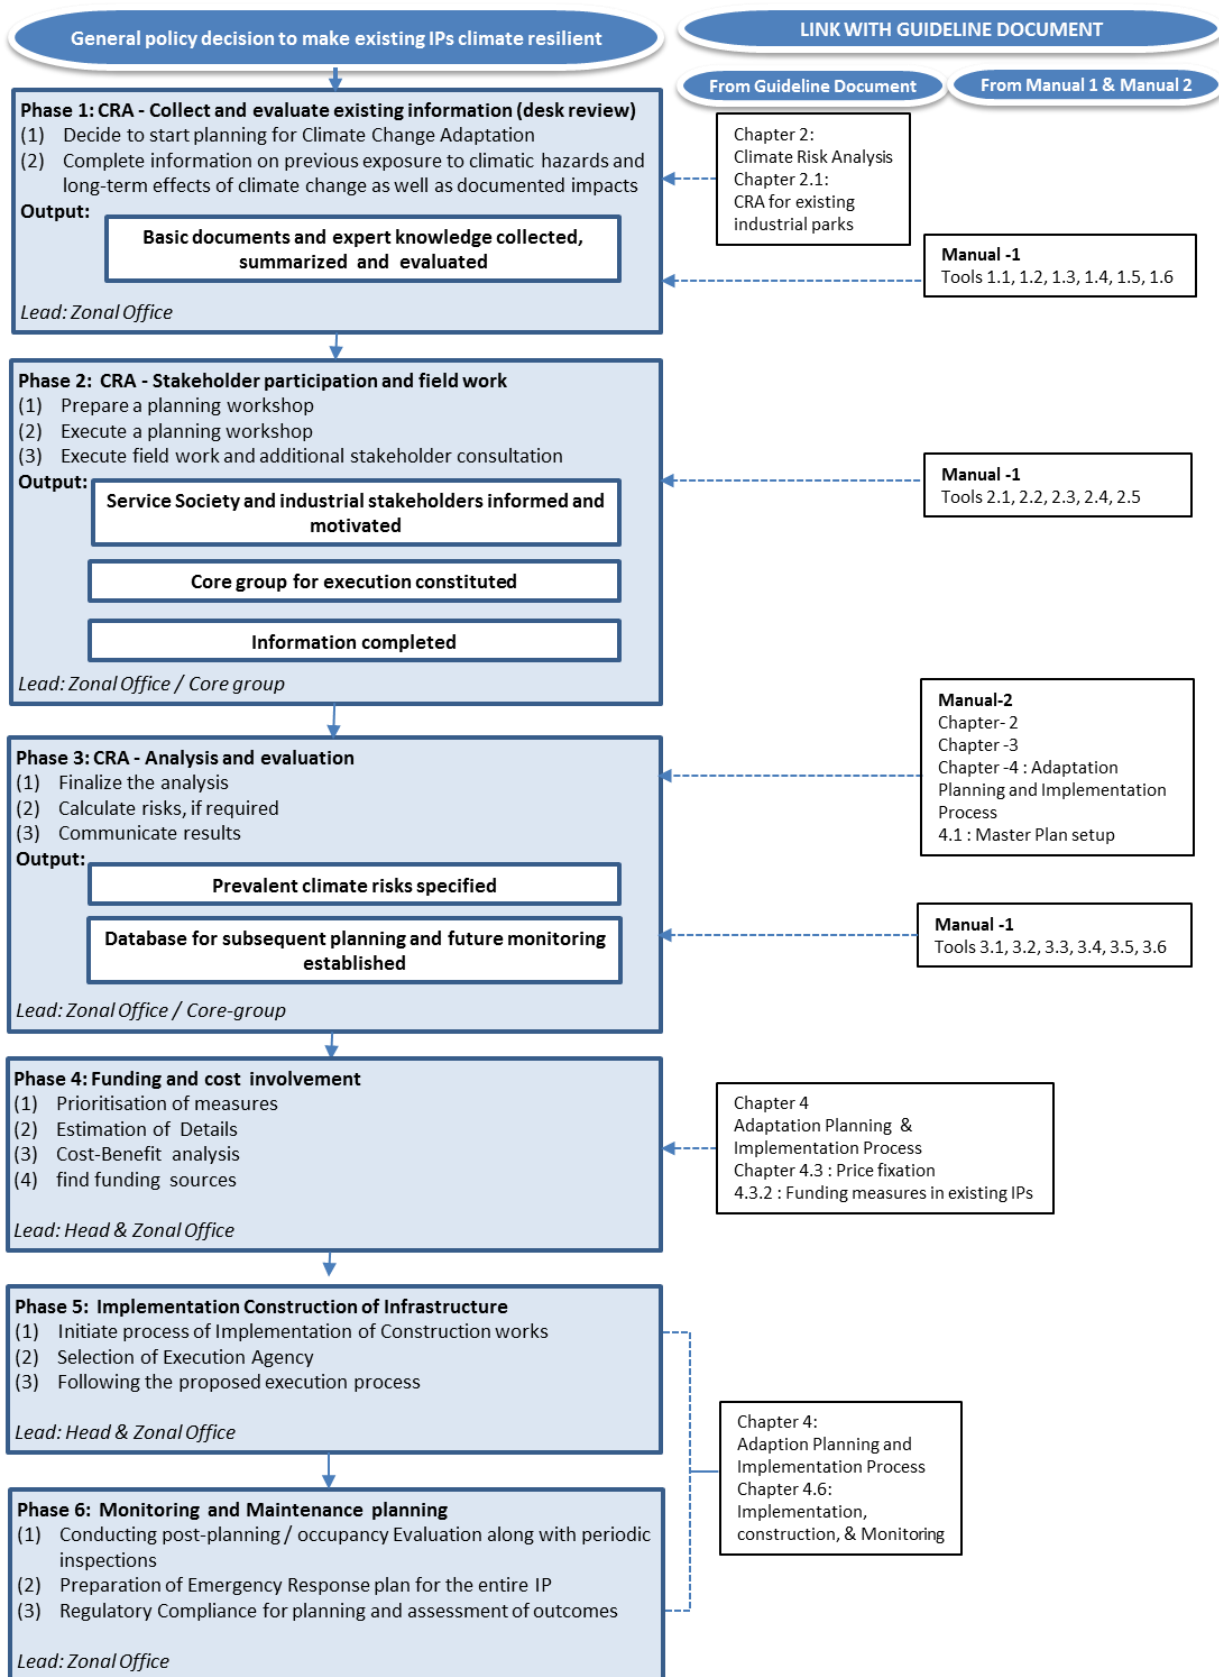 General policy decision to make existing IPs climate resilient
LINK WITH GUIDELINE DOCUMENT
From Guideline Document
From Manual 1 & Manual 2
Phase 1: CRA - Collect and evaluate existing information (desk review)
(1) Decide to start planning for Climate Change Adaptation
(2) Complete information on previous exposure to climatic hazards and
long-term effects of climate change as well as documented impacts
Output:
Basic documents and expert knowledge collected,
summarized and evaluated
Lead: Zonal Office
Chapter 2:
Climate Risk Analysis
Chapter 2.1:
CRA for existing
industrial parks
Manual -1
Tools 1.1, 1.2, 1.3, 1.4, 1.5, 1.6
Phase 2: CRA - Stakeholder participation and field work
(1) Prepare a planning workshop
(2) Execute a planning workshop
(3) Execute field work and additional stakeholder consultation
Output:
Service Society and industrial stakeholders informed and
motivated
Core group for execution constituted
Information completed
Lead: Zonal Office / Core group
Manual -1
Tools 2.1, 2.2, 2.3, 2.4, 2.5
Phase 3: CRA - Analysis and evaluation
(1) Finalize the analysis
(2) Calculate risks, if required
(3) Communicate results
Output:
Prevalent climate risks specified
Database for subsequent planning and future monitoring
established
Lead: Zonal Office / Core-group
Manual-2
Chapter- 2
Chapter -3
Chapter -4 : Adaptation
Planning and Implementation
Process
4.1 : Master Plan setup
Manual -1
Tools 3.1, 3.2, 3.3, 3.4, 3.5, 3.6
Phase 4: Funding and cost involvement
(1) Prioritisation of measures
(2) Estimation of Details
(3) Cost-Benefit analysis
(4) find funding sources
Lead: Head & Zonal Office
Chapter 4
Adaptation Planning &
Implementation Process
Chapter 4.3 : Price fixation
4.3.2 : Funding measures in existing IPs
Phase 5: Implementation Construction of Infrastructure
(1) Initiate process of Implementation of Construction works
(2) Selection of Execution Agency
(3) Following the proposed execution process
Lead: Head & Zonal Office
Chapter 4:
Adaption Planning and
Implementation Process
Chapter 4.6:
Implementation,
construction, & Monitoring
Phase 6: Monitoring and Maintenance planning
(1) Conducting post-planning / occupancy Evaluation along with periodic
inspections
(2) Preparation of Emergency Response plan for the entire IP
(3) Regulatory Compliance for planning and assessment of outcomes
Lead: Zonal Office